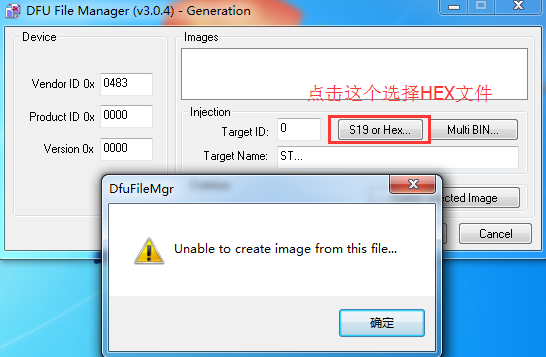 DFU File Manager (v3.0.4) - Generation
Device
Images
Vendor ID 0x 0483
点击这个选择HEX文件
Injection
Product ID 0x 0000
Target ID: 0 S19 or Hex... Multi BIN...
Version 0x 0000
Target Name: ST...
DfuFileMgr
ected Image
Unable to create image from this file...
Cancel
确定